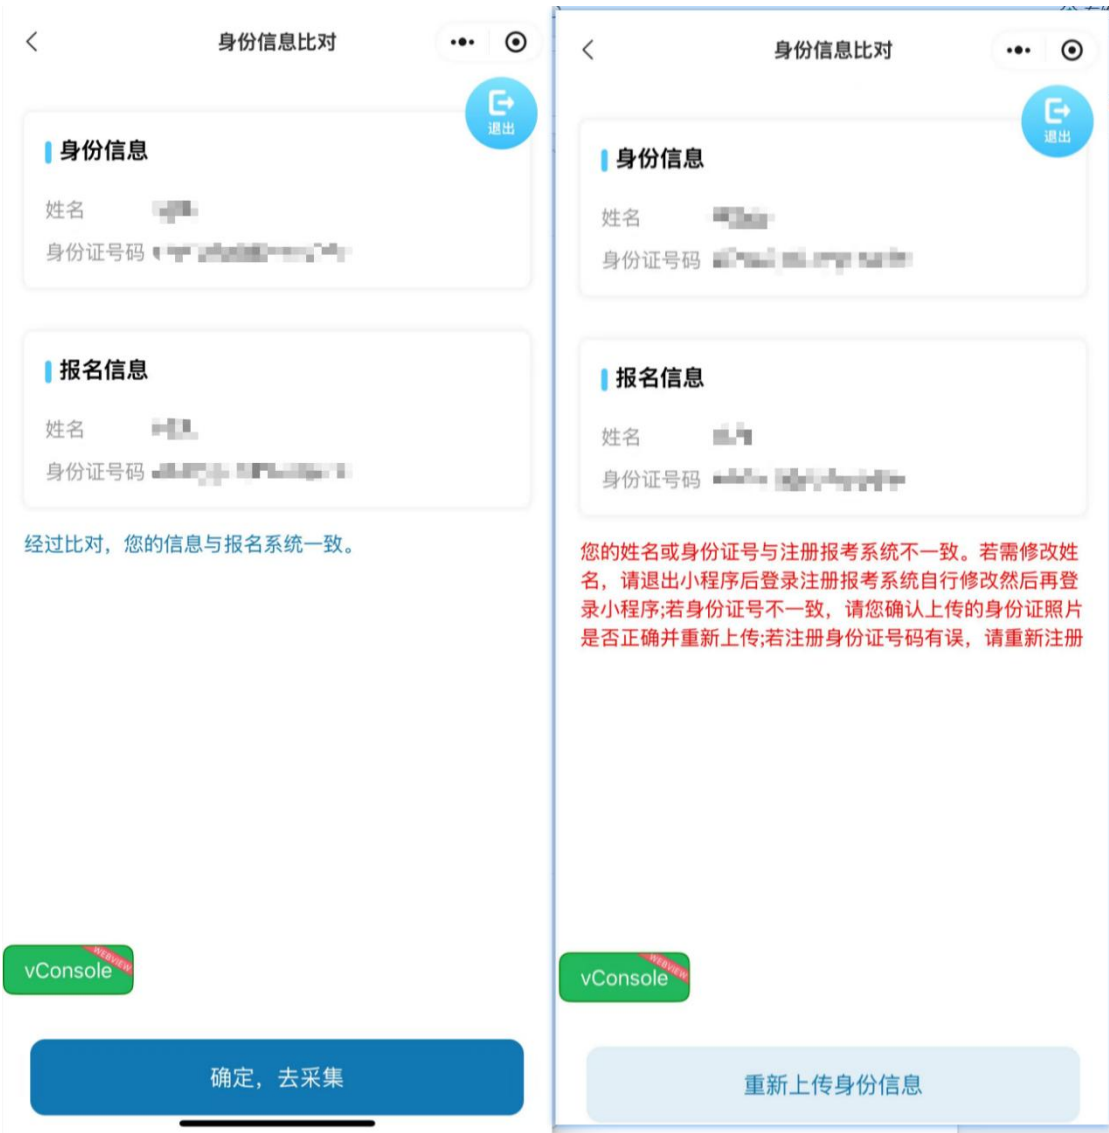 身份信息比对
退出
身份信息
姓名
身份证号码
报名信息
姓名
身份证号码
经过比对，您的信息与报名系统一致。
vConsole
WEBVIEW
确定，去采集
身份信息比对
退出
身份信息
姓名
身份证号码
报名信息
姓名
身份证号码
您的姓名或身份证号与注册报考系统不一致。若需修改姓
名，请退出小程序后登录注册报考系统自行修改然后再登
录小程序;若身份证号不一致，请您确认上传的身份证照片
是否正确并重新上传;若注册身份证号码有误，请重新注册
vConsole
WEBVIEW
重新上传身份信息